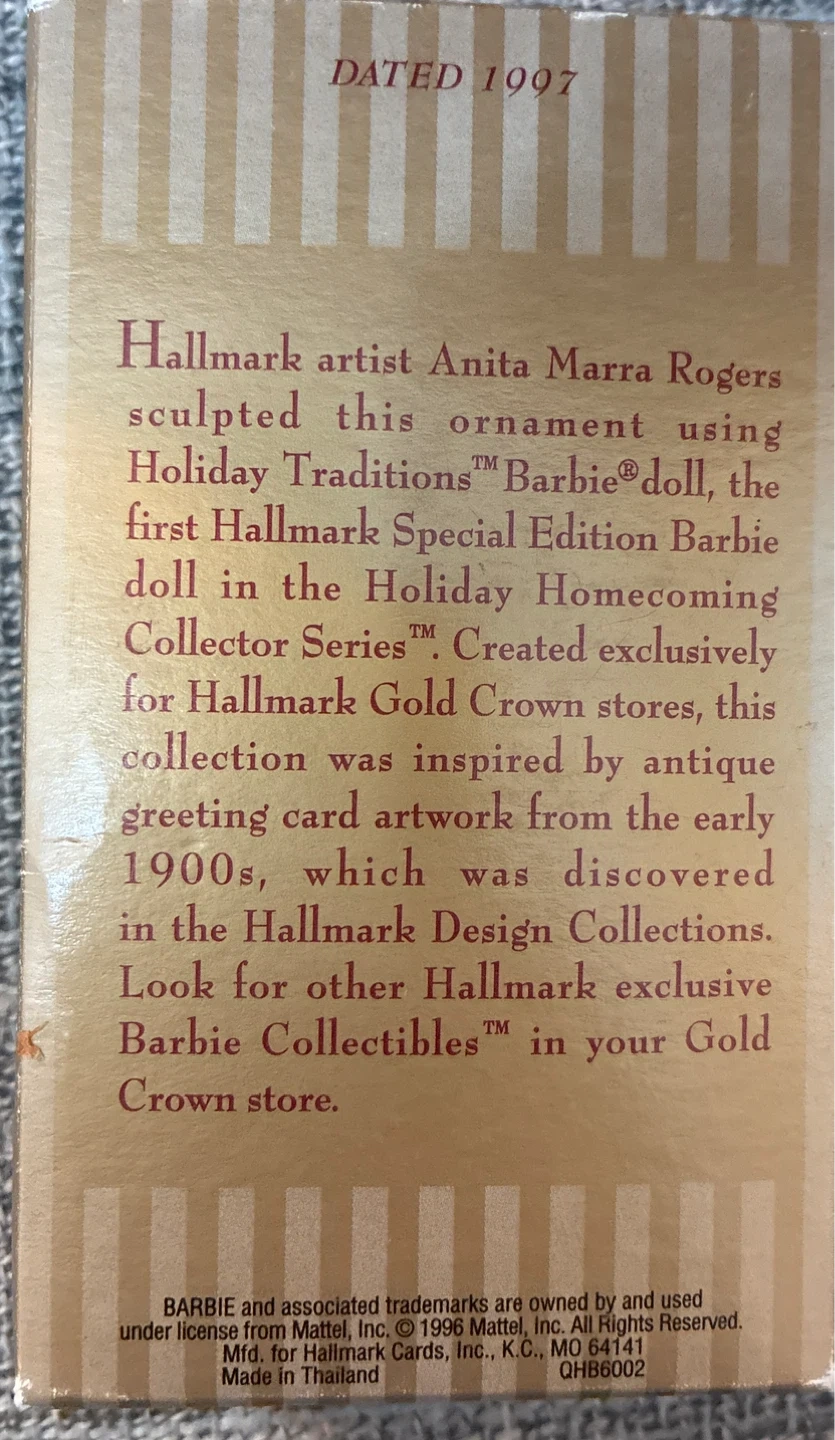 DATED 1997
Hallmark artist Anita Marra Rogers
sculpted this ornament using
Holiday Traditions™ Barbie® doll, the
first Hallmark Special Edition Barbie
doll in the Holiday Homecoming
Collector Series™. Created exclusively
for Hallmark Gold Crown stores, this
collection was inspired by antique
greeting card artwork from the early
1900s, which was discovered
in the Hallmark Design Collections.
Look for other Hallmark exclusive
Barbie Collectibles™ in your Gold
Crown store.
BARBIE and associated trademarks are owned by and used
under license from Mattel, Inc. © 1996 Mattel, Inc. All Rights Reserved.
Mfd. for Hallmark Cards, Inc., K.C., MO 64141
Made in Thailand QHB6002